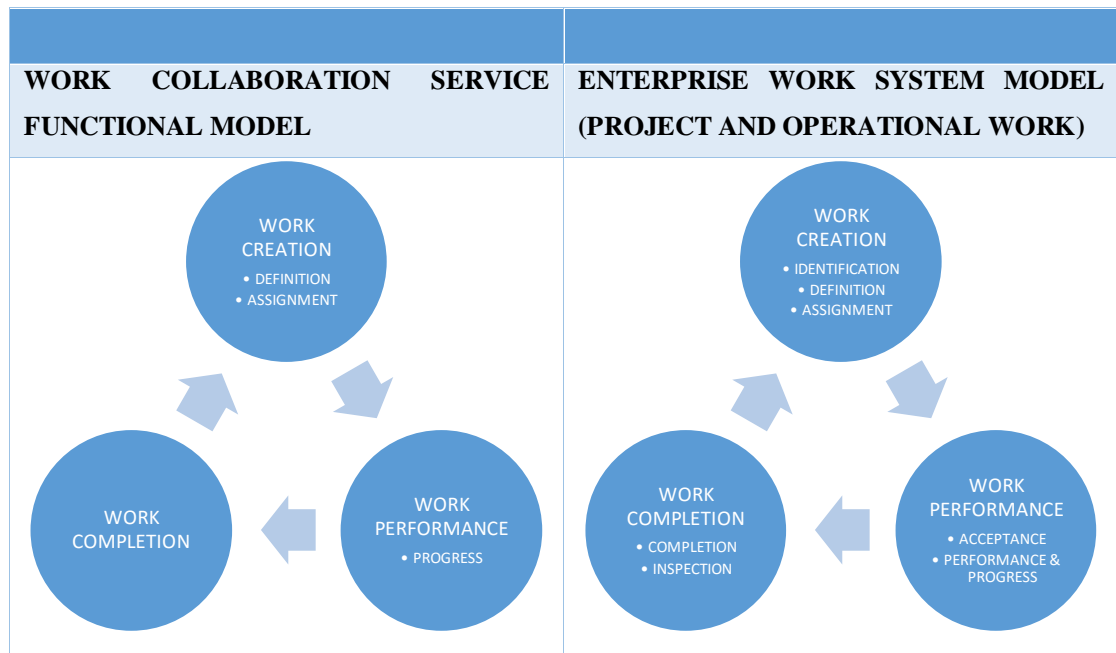 WORK COLLABORATION SERVICE
FUNCTIONAL MODEL
ENTERPRISE WORK SYSTEM MODEL
(PROJECT AND OPERATIONAL WORK)
WORK
CREATION
• DEFINITION
• ASSIGNMENT
WORK
PERFORMANCE
• PROGRESS
WORK
COMPLETION
WORK
CREATION
• IDENTIFICATION
• DEFINITION
• ASSIGNMENT
WORK
PERFORMANCE
• ACCEPTANCE
• PERFORMANCE &
PROGRESS
WORK
COMPLETION
• COMPLETION
• INSPECTION